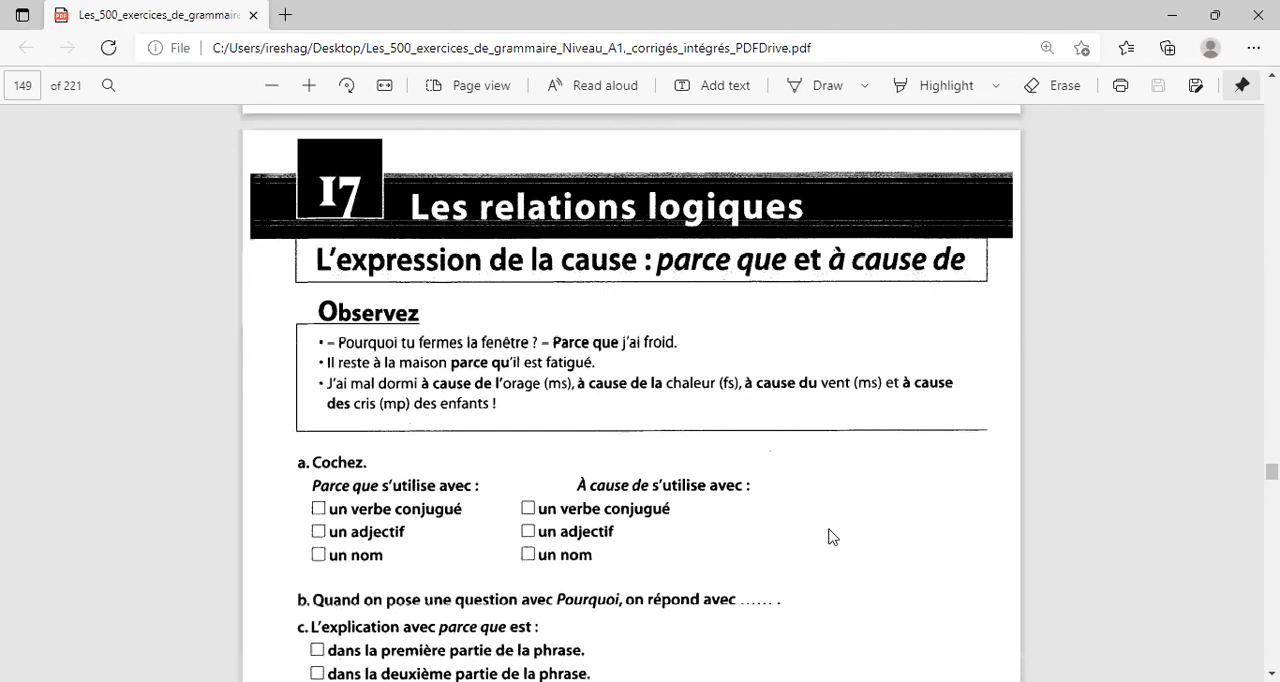 Les_500_exercices_de_grammaire
File C:/Users/ireshag/Desktop/Les_500_exercices_de_grammaire_Niveau_A1,_corrigés_intégrés_PDFDrive.pdf
149 of 221 Page view Read aloud Add text Draw Highlight Erase
17
Les relations logiques
L'expression de la cause : parce que et à cause de
Observez
• – Pourquoi tu fermes la fenêtre ? – Parce que j'ai froid.
• Il reste à la maison parce qu'il est fatigué.
• J'ai mal dormi à cause de l'orage (ms), à cause de la chaleur (fs), à cause du vent (ms) et à cause
des cris (mp) des enfants !
a. Cochez.
Parce que s'utilise avec : À cause de s'utilise avec :
un verbe conjugué un verbe conjugué
un adjectif un adjectif
un nom un nom
b. Quand on pose une question avec Pourquoi, on répond avec ...... .
c. L'explication avec parce que est :
dans la première partie de la phrase.
dans la deuxième partie de la phrase.